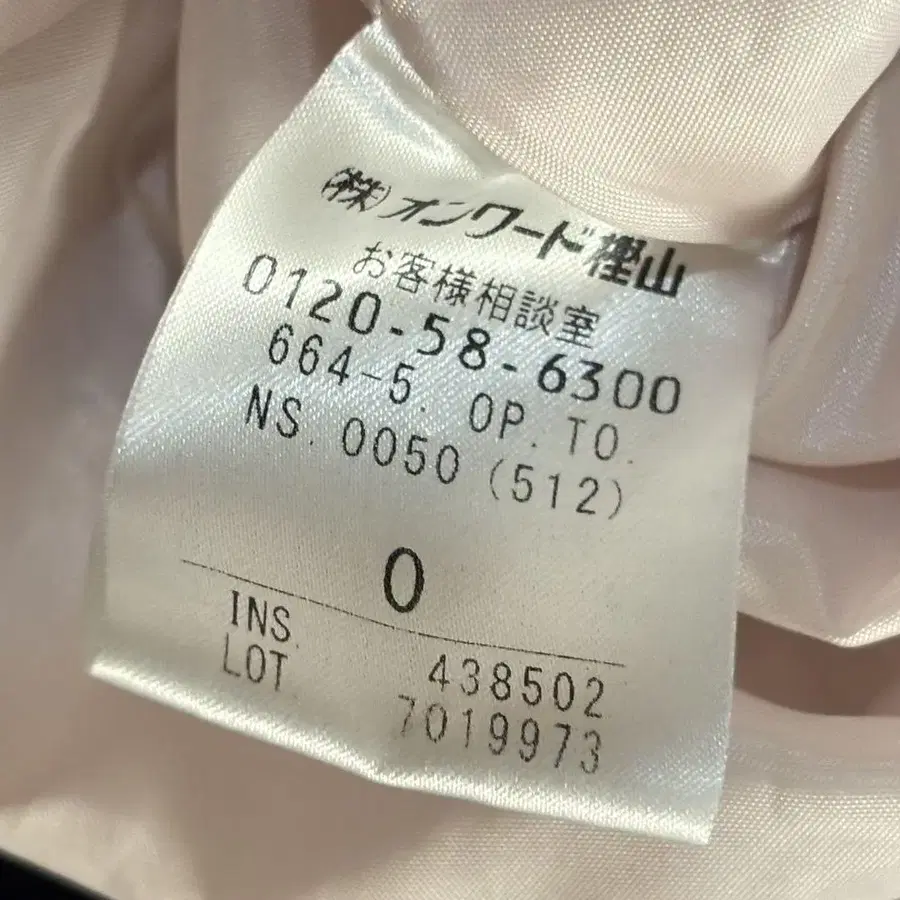 (株)オンワード樫山
お客様相談室
0120-58-6300
664-5. OP. TO.
NS. 0050 (512)
0
INS. 438502
LOT. 7019973